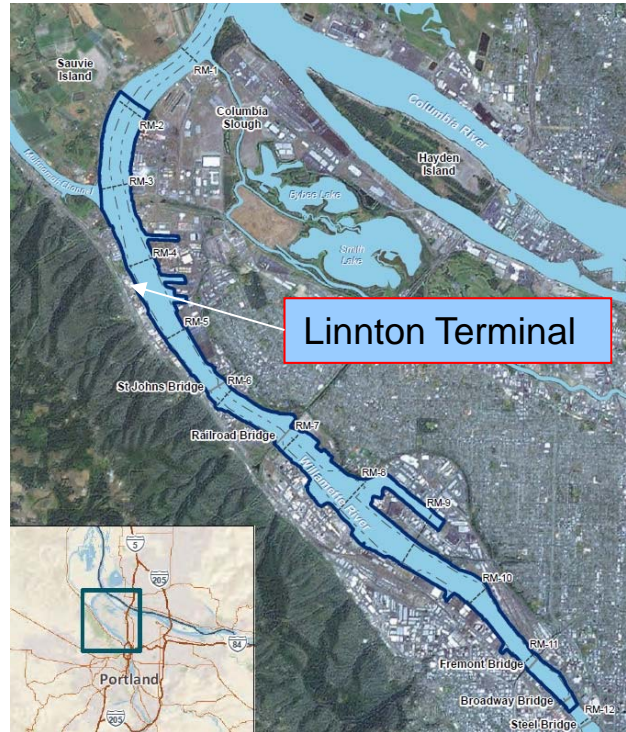 Sauvie
Island
RM-1
Columbia
Slough
RM-2
Columbia River
Hayden
Island
Multnomah Channel
RM-3
Bybee Lake
RM-4
Smith
Lake
Linnton Terminal
RM-5
St Johns Bridge
RM-6
Railroad Bridge
RM-7
Willamette River
RM-8
RM-9
RM-10
RM-11
Fremont Bridge
Broadway Bridge
RM-12
Steel Bridge
5
205
84
Portland
205